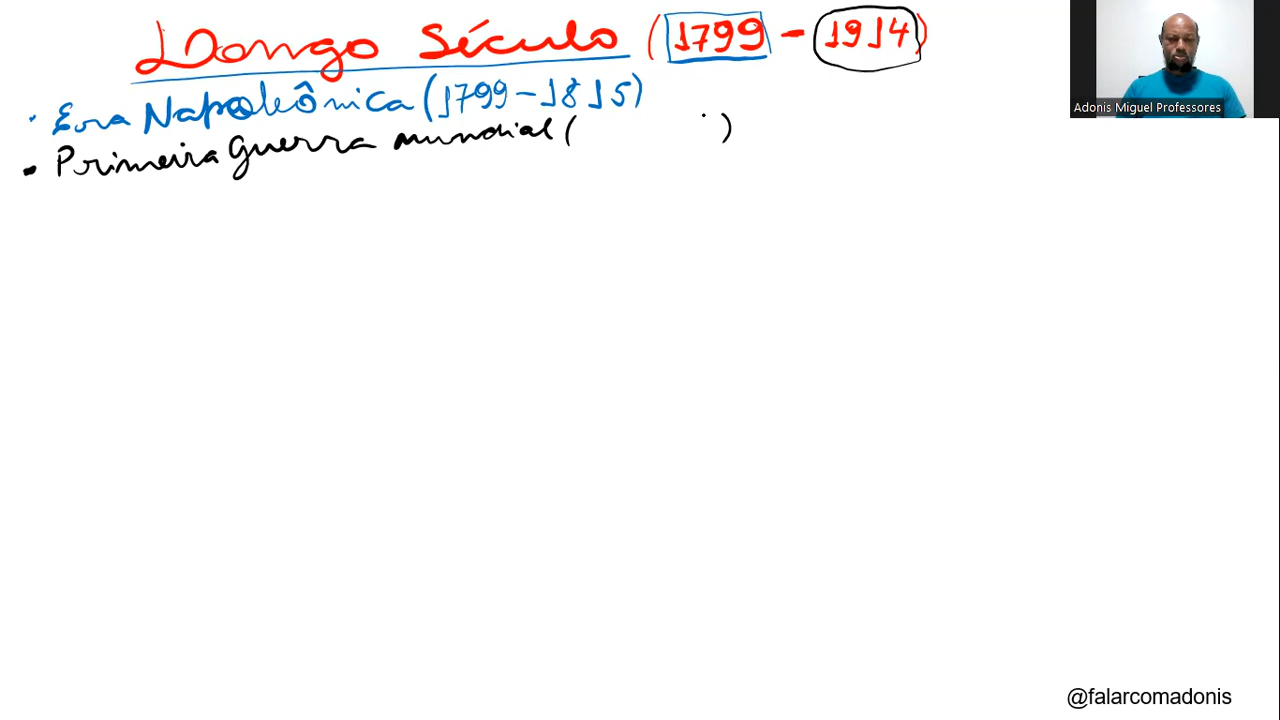 Longo Século (1799 - 1914)
• Era Napoleônica (1799 - 1815)
• Primeira Guerra mundial ( )
Adonis Miguel Professores
@falarcomadonis